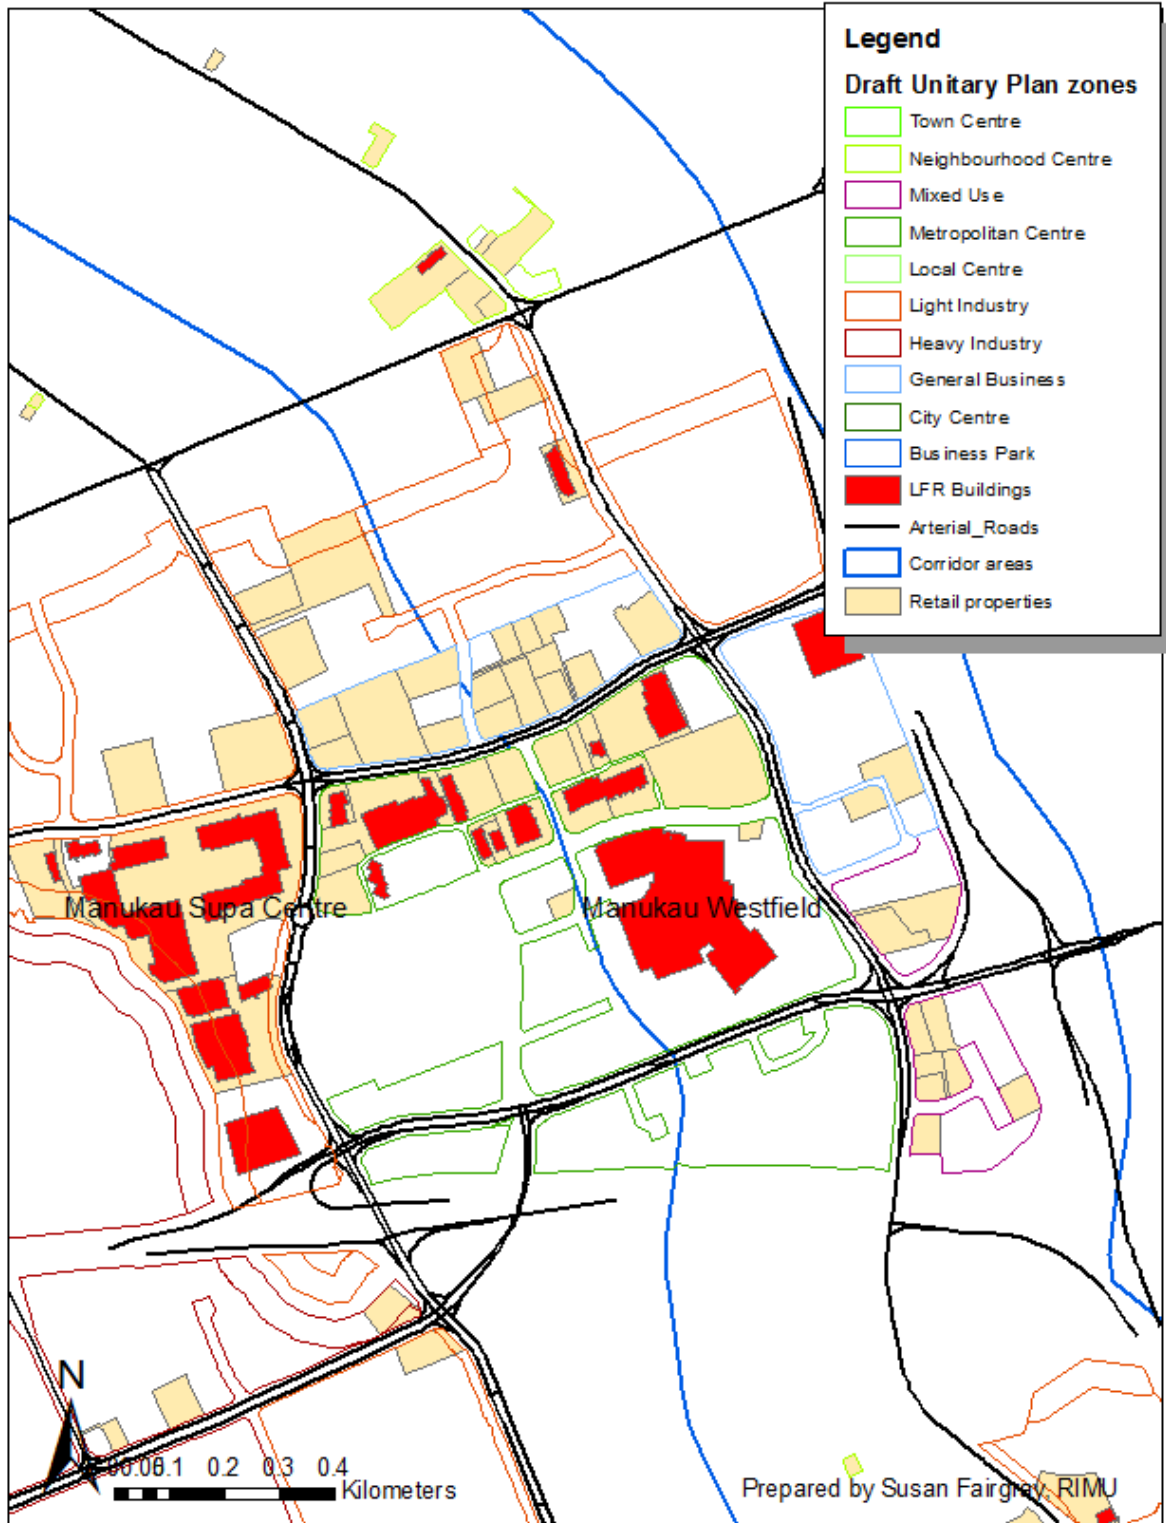 Legend
Draft Unitary Plan zones
Town Centre
Neighbourhood Centre
Mixed Use
Metropolitan Centre
Local Centre
Light Industry
Heavy Industry
General Business
City Centre
Business Park
LFR Buildings
Arterial_Roads
Corridor areas
Retail properties
Manukau Supa Centre
Manukau Westfield
N
0.1 0.2 0.3 0.4
Kilometers
Prepared by Susan Fairgray, RIMU